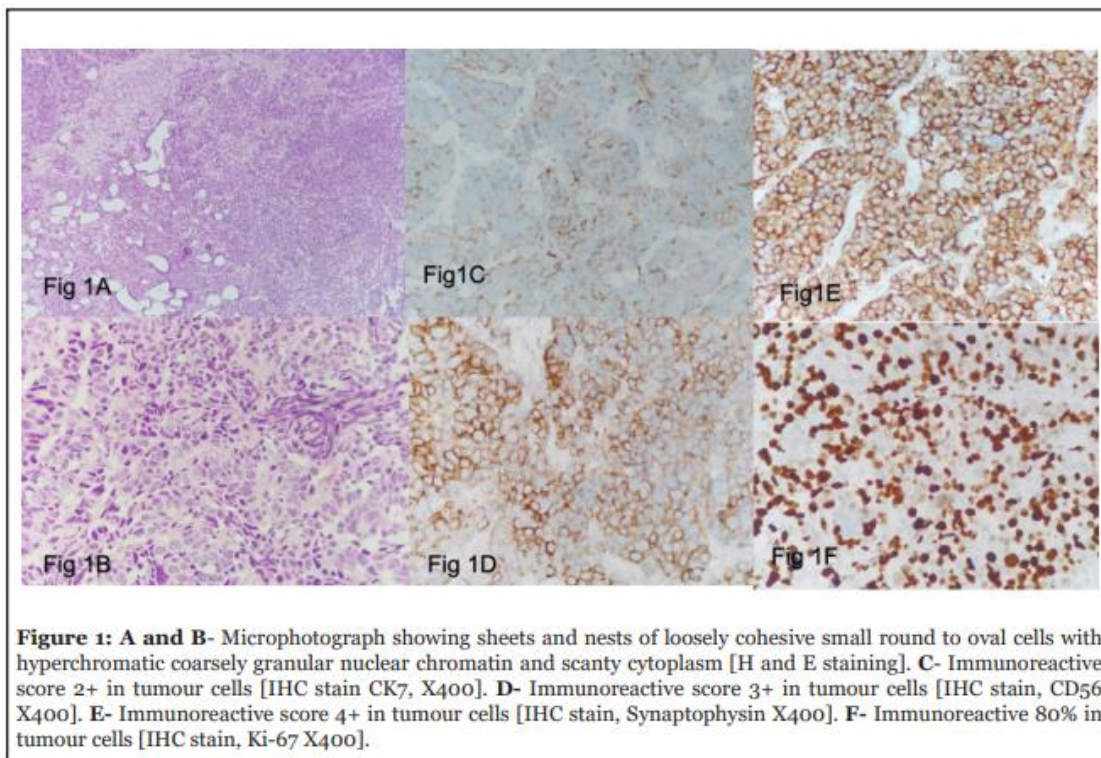 Fig 1A
Fig1C
Fig1E
Fig 1B
Fig 1D
Fig 1F
Figure 1: A and B- Microphotograph showing sheets and nests of loosely cohesive small round to oval cells with
hyperchromatic coarsely granular nuclear chromatin and scanty cytoplasm [H and E staining]. C- Immunoreactive
score 2+ in tumour cells [IHC stain CK7, X400]. D- Immunoreactive score 3+ in tumour cells [IHC stain, CD56
X400]. E- Immunoreactive score 4+ in tumour cells [IHC stain, Synaptophysin X400]. F- Immunoreactive 80% in
tumour cells [IHC stain, Ki-67 X400].